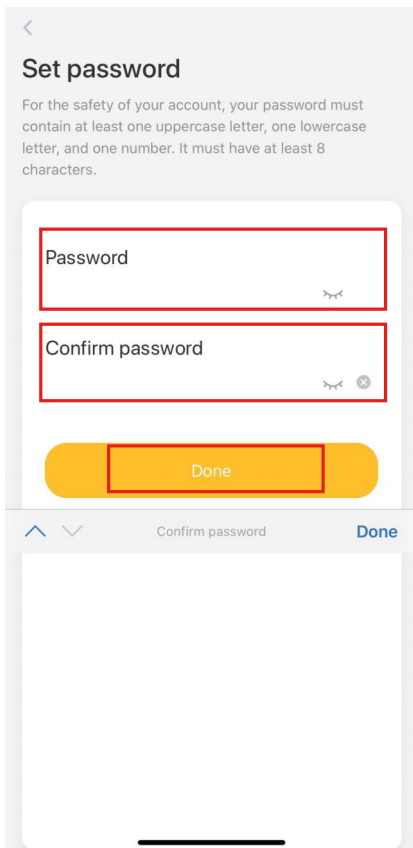 Set password
For the safety of your account, your password must
contain at least one uppercase letter, one lowercase
letter, and one number. It must have at least 8
characters.
Password
Confirm password
Done
Confirm password
Done